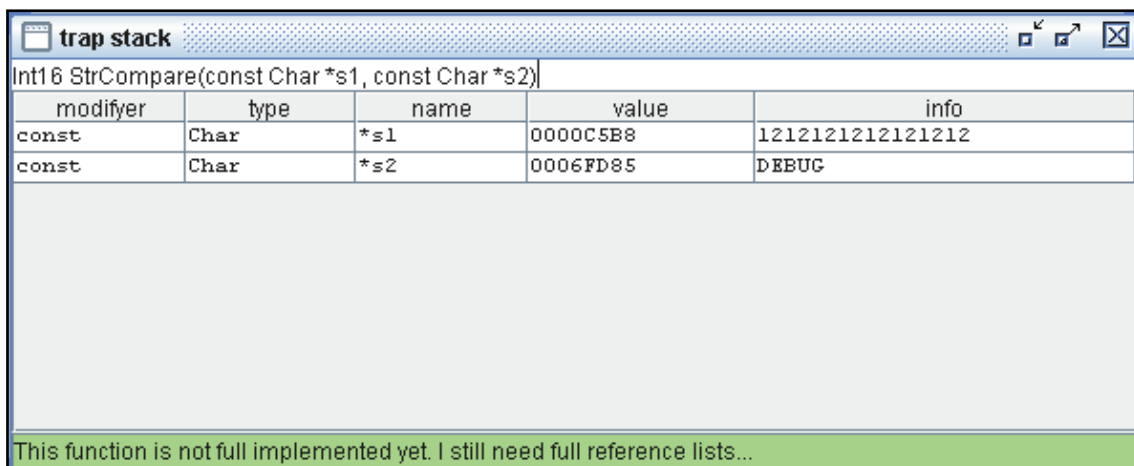 trap stack
Int16 StrCompare(const Char *s1, const Char *s2)
modifyer type name value info
const Char *s1 0000C5B8 1212121212121212
const Char *s2 0006FD85 DEBUG
This function is not full implemented yet. I still need full reference lists...